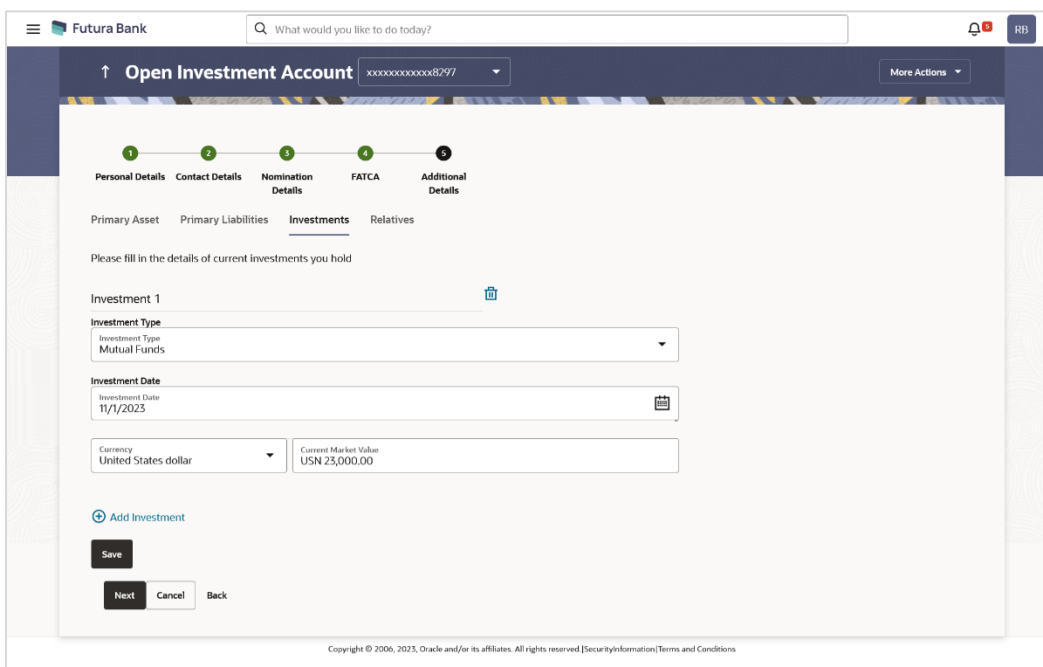 Futura Bank
What would you like to do today?
5
RB
Open Investment Account xxxxxxxxxxxx8297
More Actions
1 2 3 4 5
Personal Details Contact Details Nomination Details FATCA Additional Details
Primary Asset Primary Liabilities Investments Relatives
Please fill in the details of current investments you hold
Investment 1
Investment Type
Investment Type
Mutual Funds
Investment Date
Investment Date
11/1/2023
Currency
United States dollar
Current Market Value
USN 23,000.00
Add Investment
Save
Next Cancel Back
Copyright © 2006, 2023, Oracle and/or its affiliates. All rights reserved.|SecurityInformation|Terms and Conditions